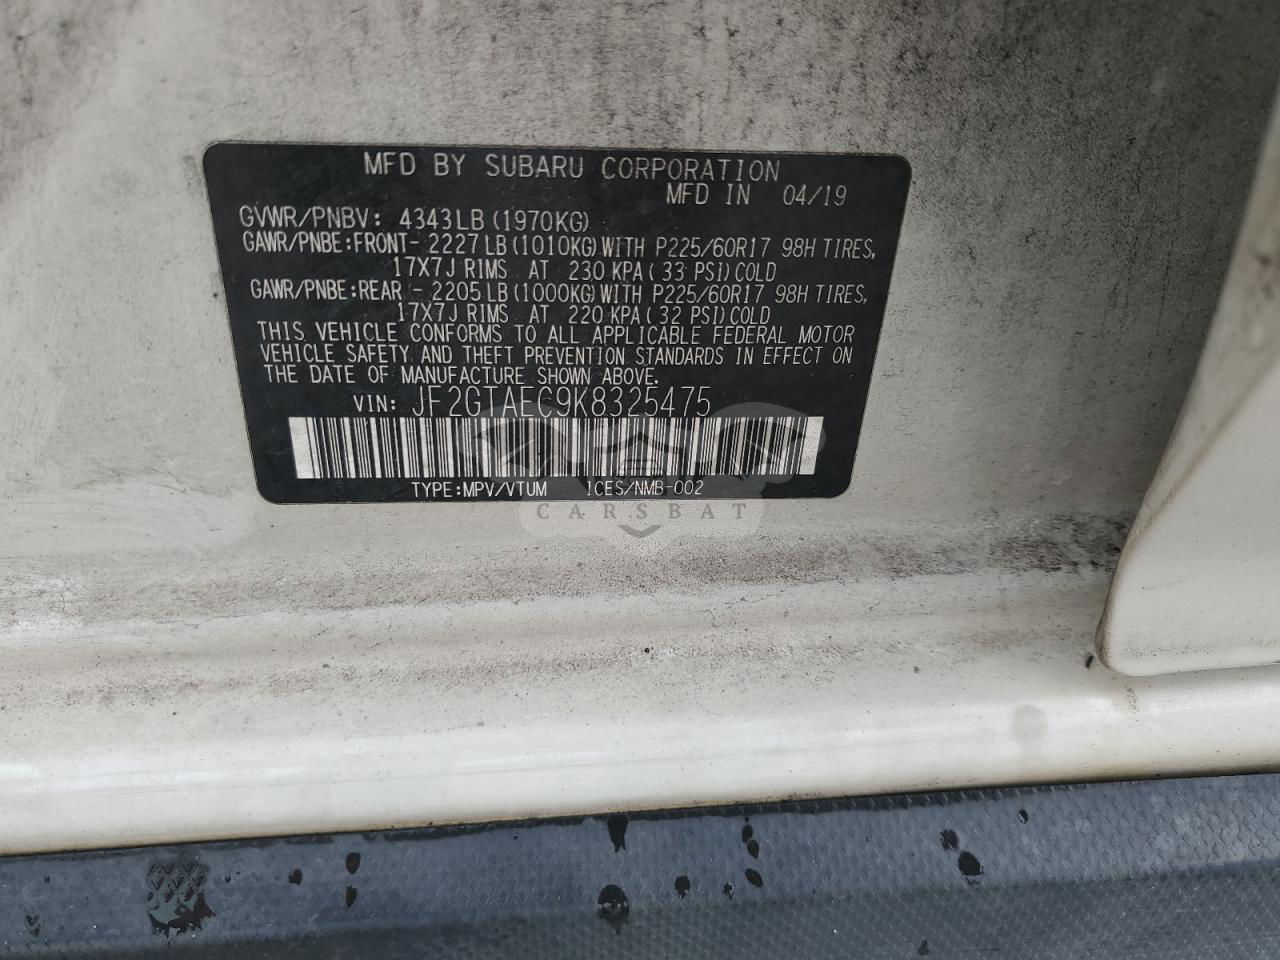 MFD BY SUBARU CORPORATION
MFD IN 04/19
GVWR/PNBV: 4343LB (1970KG)
GAWR/PNBE:FRONT- 2227LB (1010KG) WITH P225/60R17 98H TIRES,
17X7J RIMS AT 230 KPA (33 PSI) COLD
GAWR/PNBE:REAR - 2205LB (1000KG) WITH P225/60R17 98H TIRES,
17X7J RIMS AT 220 KPA (32 PSI) COLD
THIS VEHICLE CONFORMS TO ALL APPLICABLE FEDERAL MOTOR
VEHICLE SAFETY AND THEFT PREVENTION STANDARDS IN EFFECT ON
THE DATE OF MANUFACTURE SHOWN ABOVE.
VIN: JF2GTAEC9K8325475
TYPE:MPV/VTUM ICES/NMB-002
CARSBAT